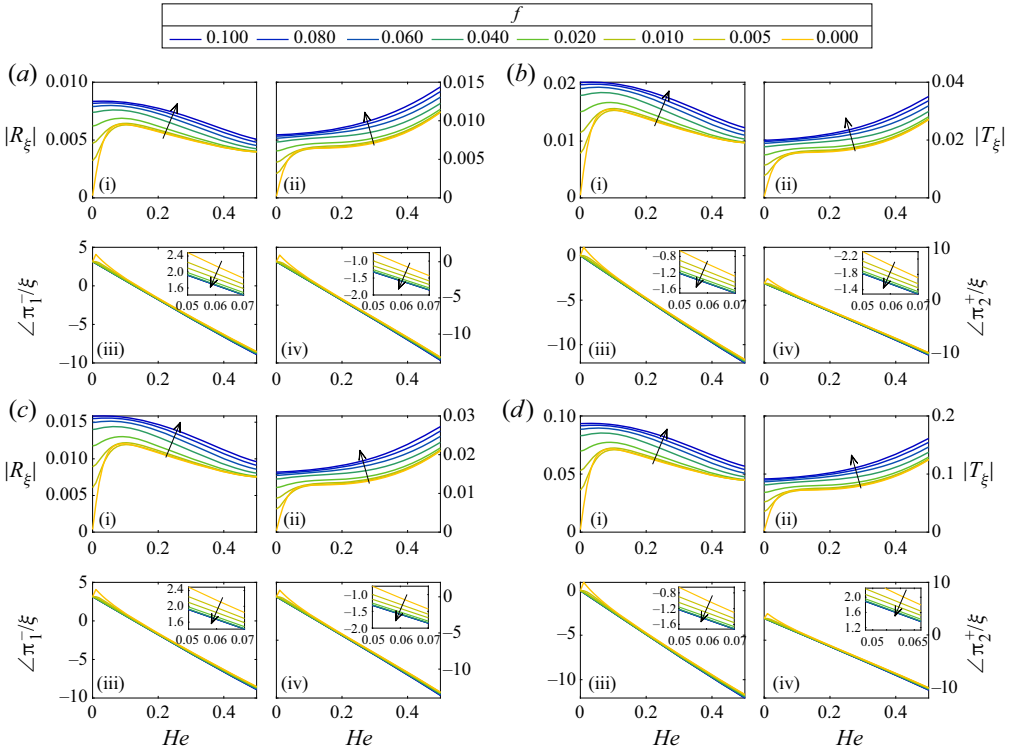 f
0.100 0.080 0.060 0.040 0.020 0.010 0.005 0.000
(a) (b)
0.010 0.015 0.02 0.04
|Rξ| 0.005 0.010 0.005 0.01 0.02 |Tξ|
0 (i) (ii) 0 0 (i) (ii) 0
0 0.2 0.4 0 0.2 0.4 0 0.2 0.4 0 0.2 0.4
5 2.4 2.0 1.6 −1.0 −1.5 −2.0 0 0 −0.8 −1.2 −1.6 −2.2 −1.8 −1.4 10
0.05 0.06 0.07 0.05 0.06 0.07 0.05 0.06 0.07 0.05 0.06 0.07
∠π₁⁻/ξ 0 −5 −10 −5 −10 0 ∠π₂⁺/ξ
−10 (iii) (iv) −10 (iii) (iv) −10
0 0.2 0.4 0 0.2 0.4 0 0.2 0.4 0 0.2 0.4
(c) (d)
0.015 0.03 0.10 0.2
|Rξ| 0.010 0.005 0.02 0.01 0.05 0.1 |Tξ|
0 (i) (ii) 0 0 (i) (ii) 0
0 0.2 0.4 0 0.2 0.4 0 0.2 0.4 0 0.2 0.4
5 2.4 2.0 1.6 −1.0 −1.5 −2.0 0 0 −0.8 −1.2 −1.6 2.0 1.6 1.2 10
0.05 0.06 0.07 0.05 0.06 0.07 0.05 0.06 0.07 0.05 0.065
∠π₁⁻/ξ 0 −5 −5 −5 0 ∠π₂⁺/ξ
−10 (iii) (iv) −10 −10 (iii) (iv) −10
0 0.2 0.4 0 0.2 0.4 0 0.2 0.4 0 0.2 0.4
He He He He